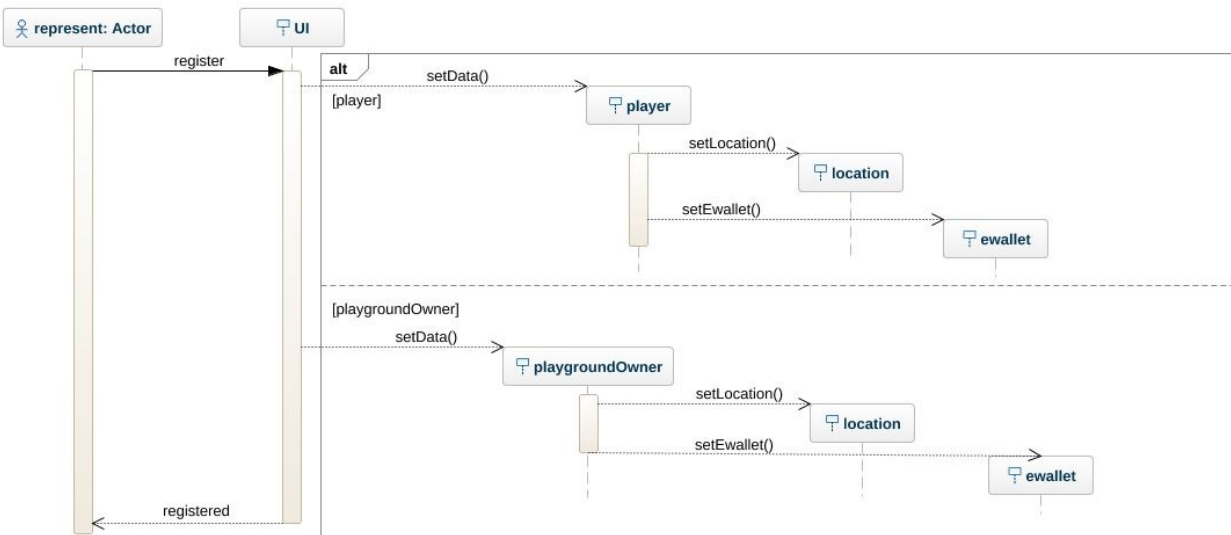 represent: Actor
UI
register
alt
setData()
[player]
player
setLocation()
location
setEwallet()
ewallet
[playgroundOwner]
setData()
playgroundOwner
setLocation()
location
setEwallet()
ewallet
registered